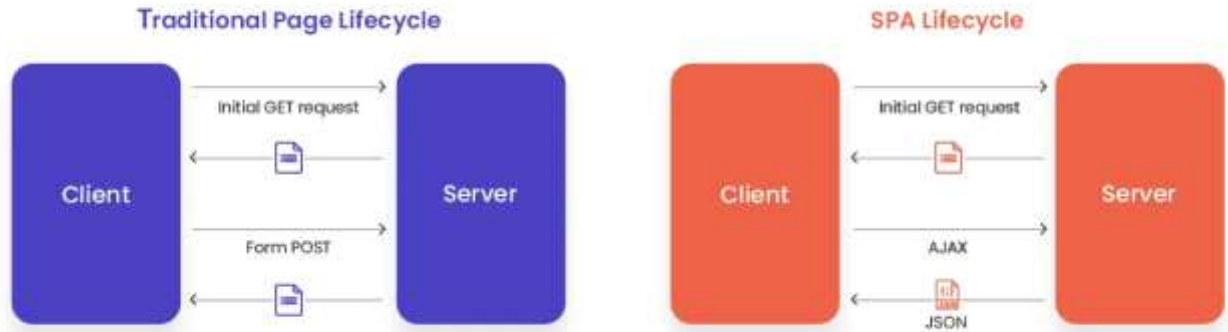 Traditional Page Lifecycle
Client
Initial GET request
Form POST
Server
SPA Lifecycle
Client
Initial GET request
AJAX
JSON
Server